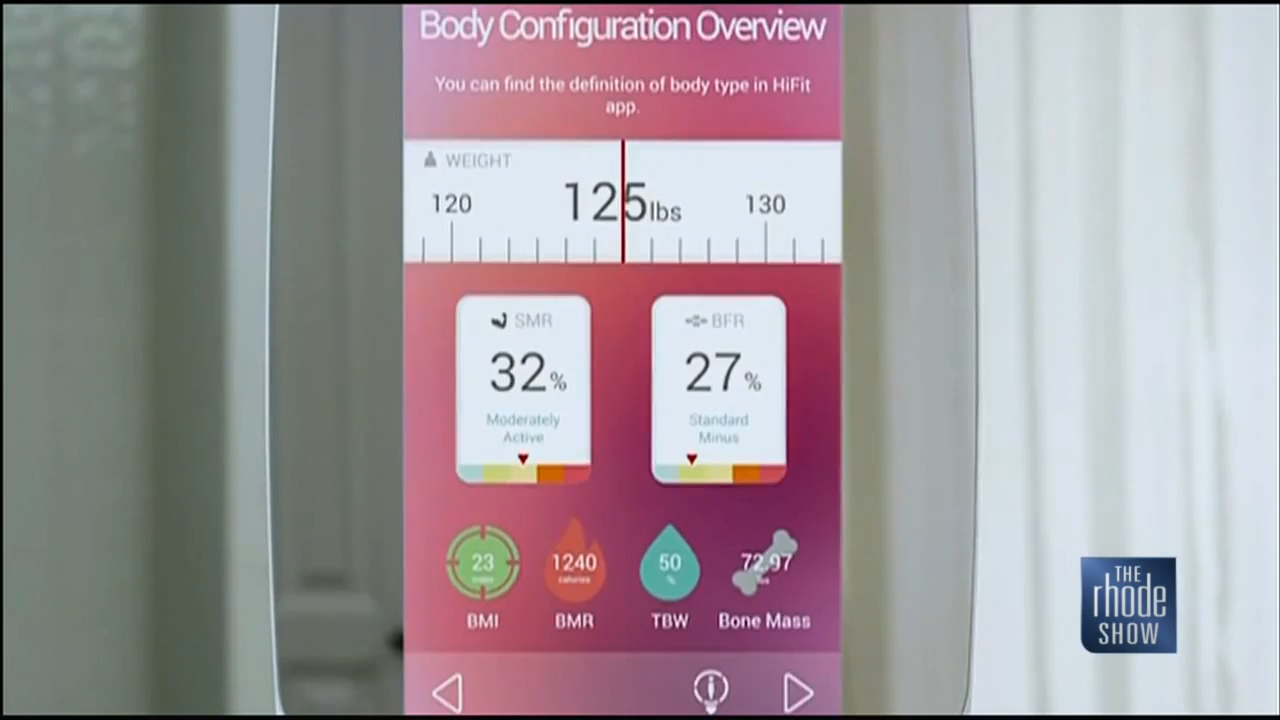 Body Configuration Overview
You can find the definition of body type in HiFit
app.
WEIGHT
120
125lbs
130
SMR
32%
Moderately
Active
BFR
27%
Standard
Minus
23
1240
calories
50
%
72.97
lbs
BMI
BMR
TBW
Bone Mass
THE
rhode
SHOW